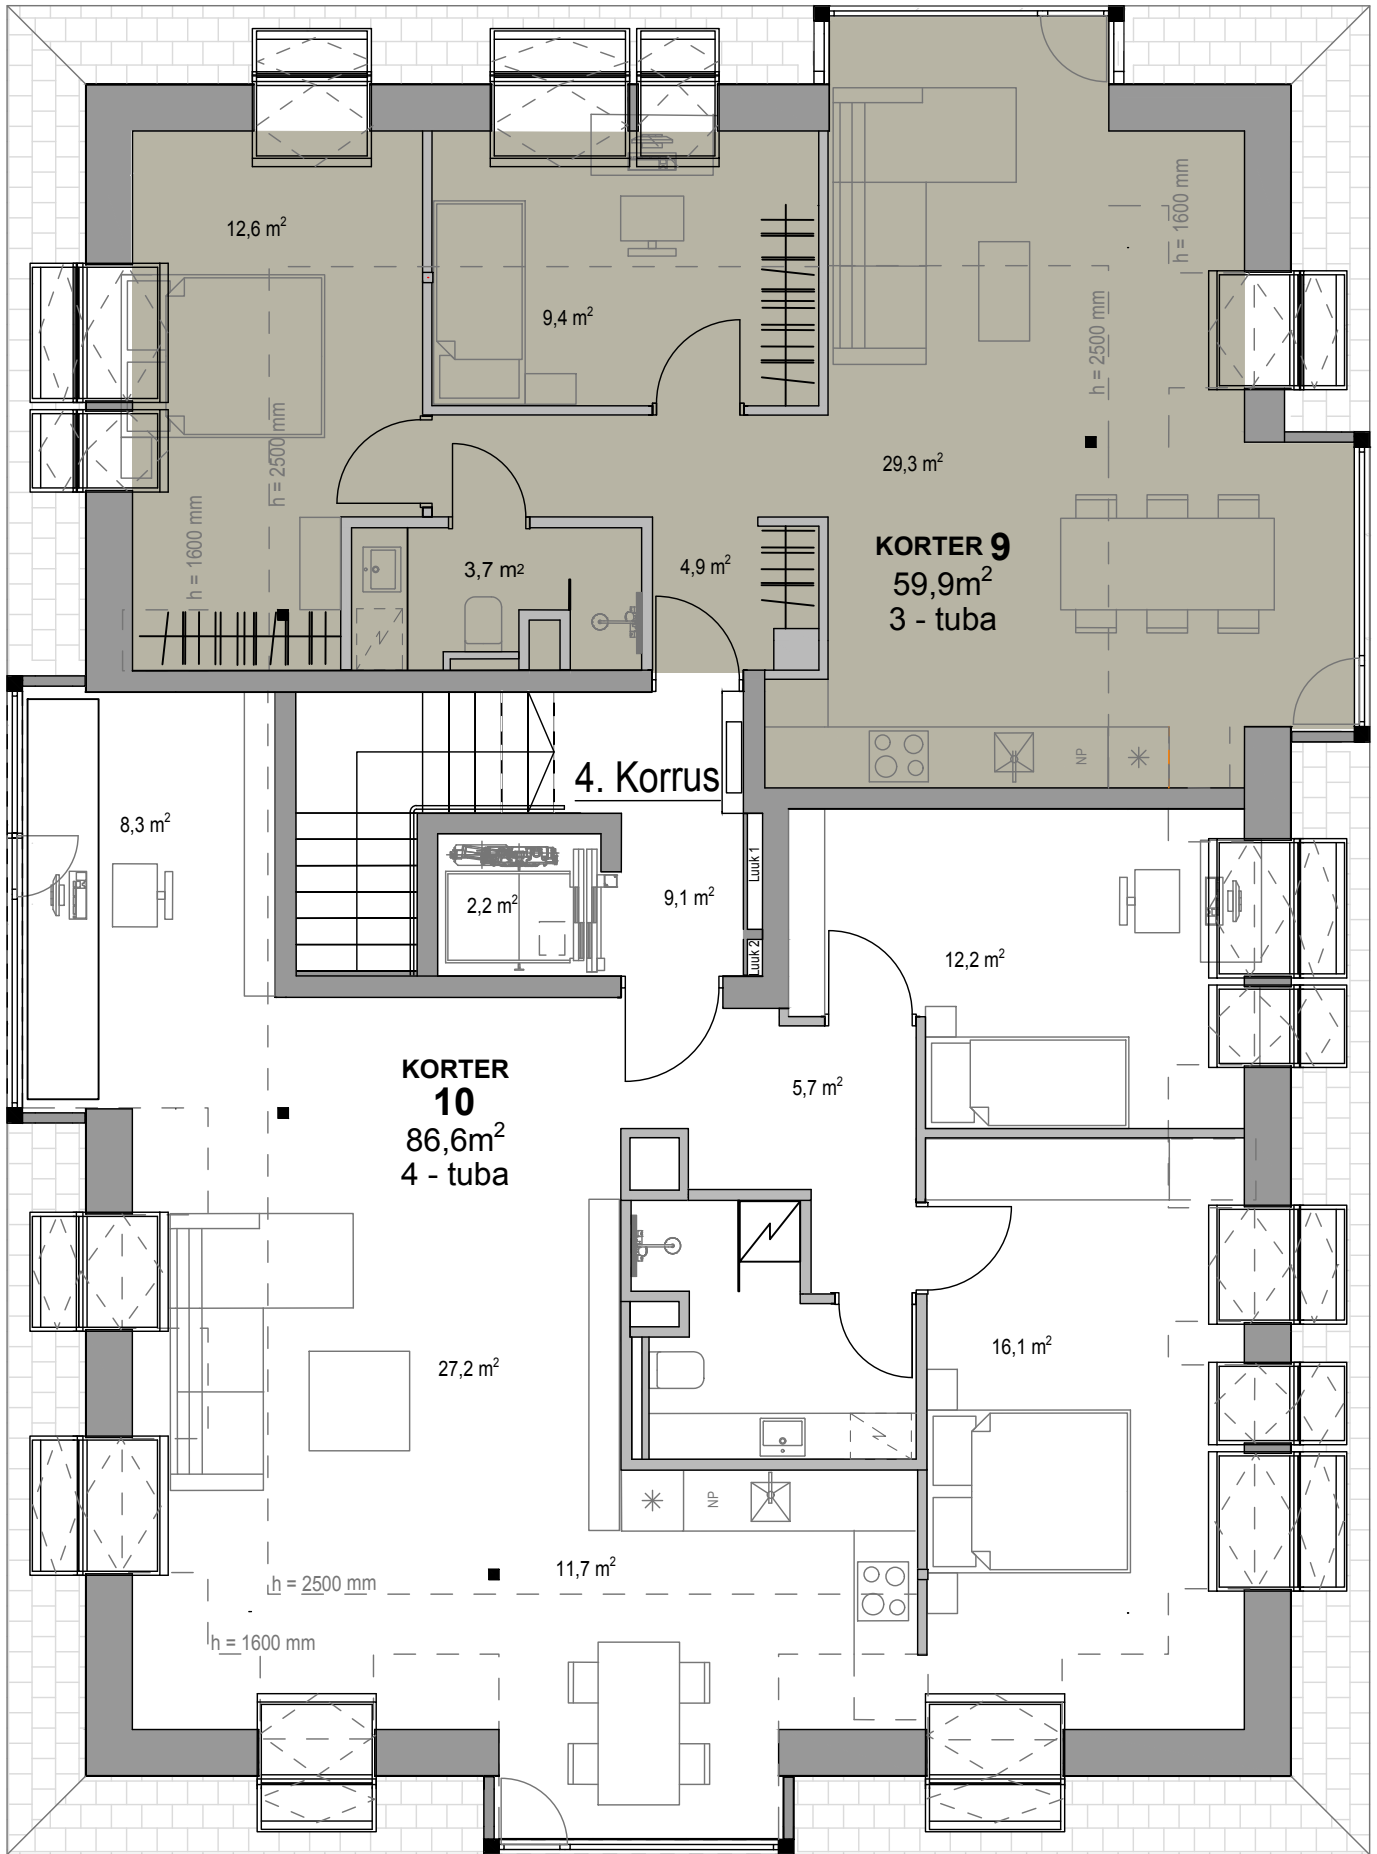 12,6 m²
9,4 m²
h = 1600 mm
h = 2500 mm
h = 2500 mm
h = 1600 mm
29,3 m²
3,7 m²
4,9 m²
KORTER 9
59,9m²
3 - tuba
NP
4. Korrus
8,3 m²
2,2 m²
9,1 m²
Luuk 1
Luuk 2
12,2 m²
KORTER
10
86,6m²
4 - tuba
5,7 m²
27,2 m²
16,1 m²
NP
11,7 m²
h = 2500 mm
h = 1600 mm